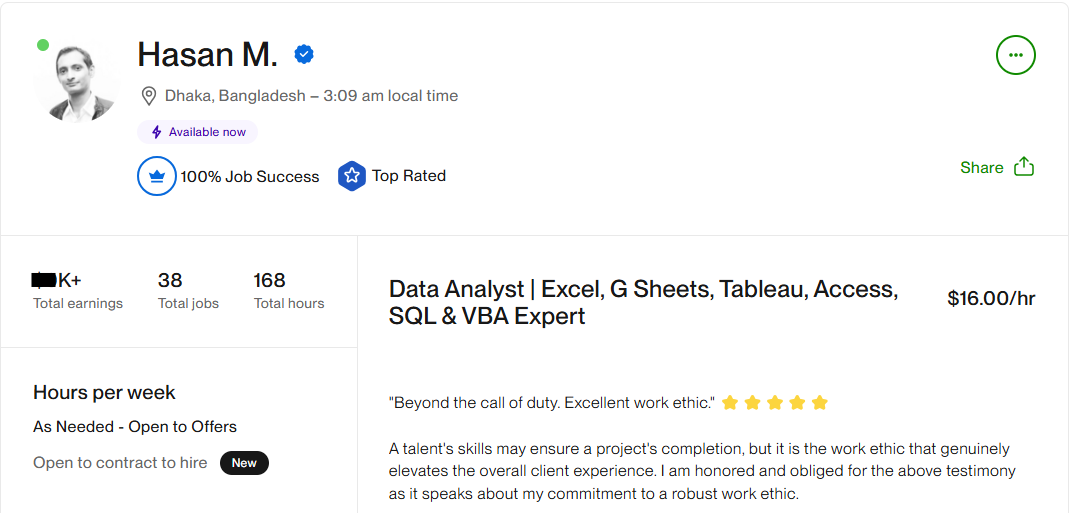 Hasan M.
Dhaka, Bangladesh – 3:09 am local time
Available now
100% Job Success
Top Rated
Share
K+
Total earnings
38
Total jobs
168
Total hours
Data Analyst | Excel, G Sheets, Tableau, Access,
SQL & VBA Expert
$16.00/hr
Hours per week
As Needed - Open to Offers
Open to contract to hire New
"Beyond the call of duty. Excellent work ethic."
A talent's skills may ensure a project's completion, but it is the work ethic that genuinely
elevates the overall client experience. I am honored and obliged for the above testimony
as it speaks about my commitment to a robust work ethic.